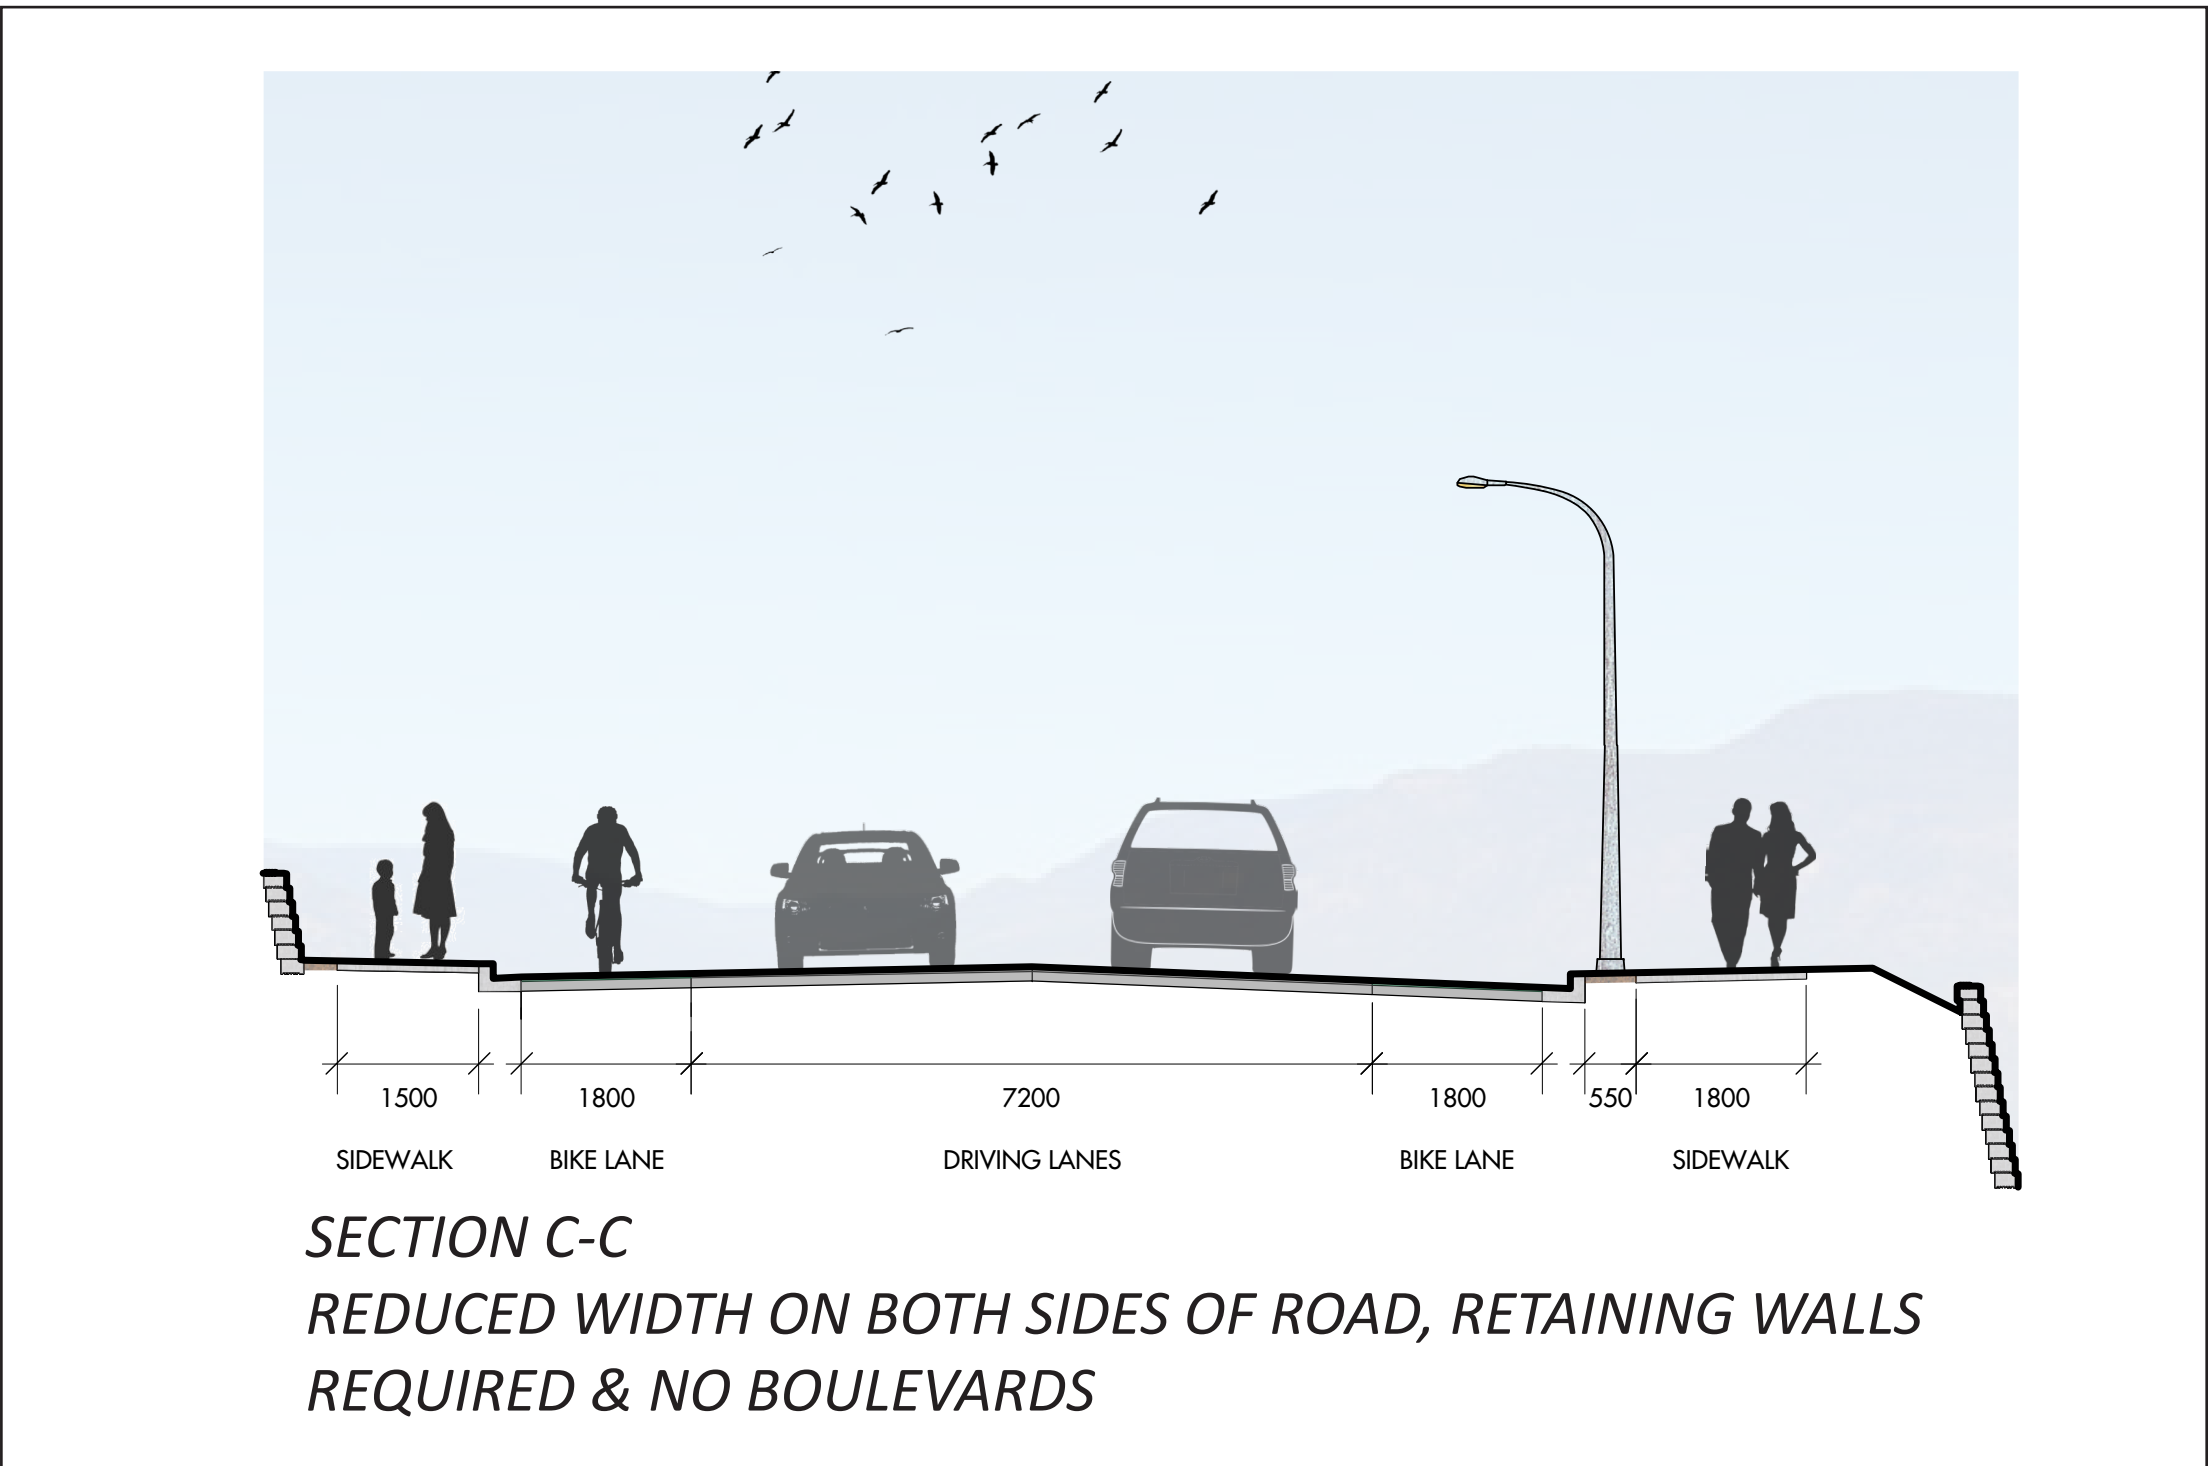 1500 1800 7200 1800 550 1800
SIDEWALK BIKE LANE DRIVING LANES BIKE LANE SIDEWALK
SECTION C-C
REDUCED WIDTH ON BOTH SIDES OF ROAD, RETAINING WALLS
REQUIRED & NO BOULEVARDS